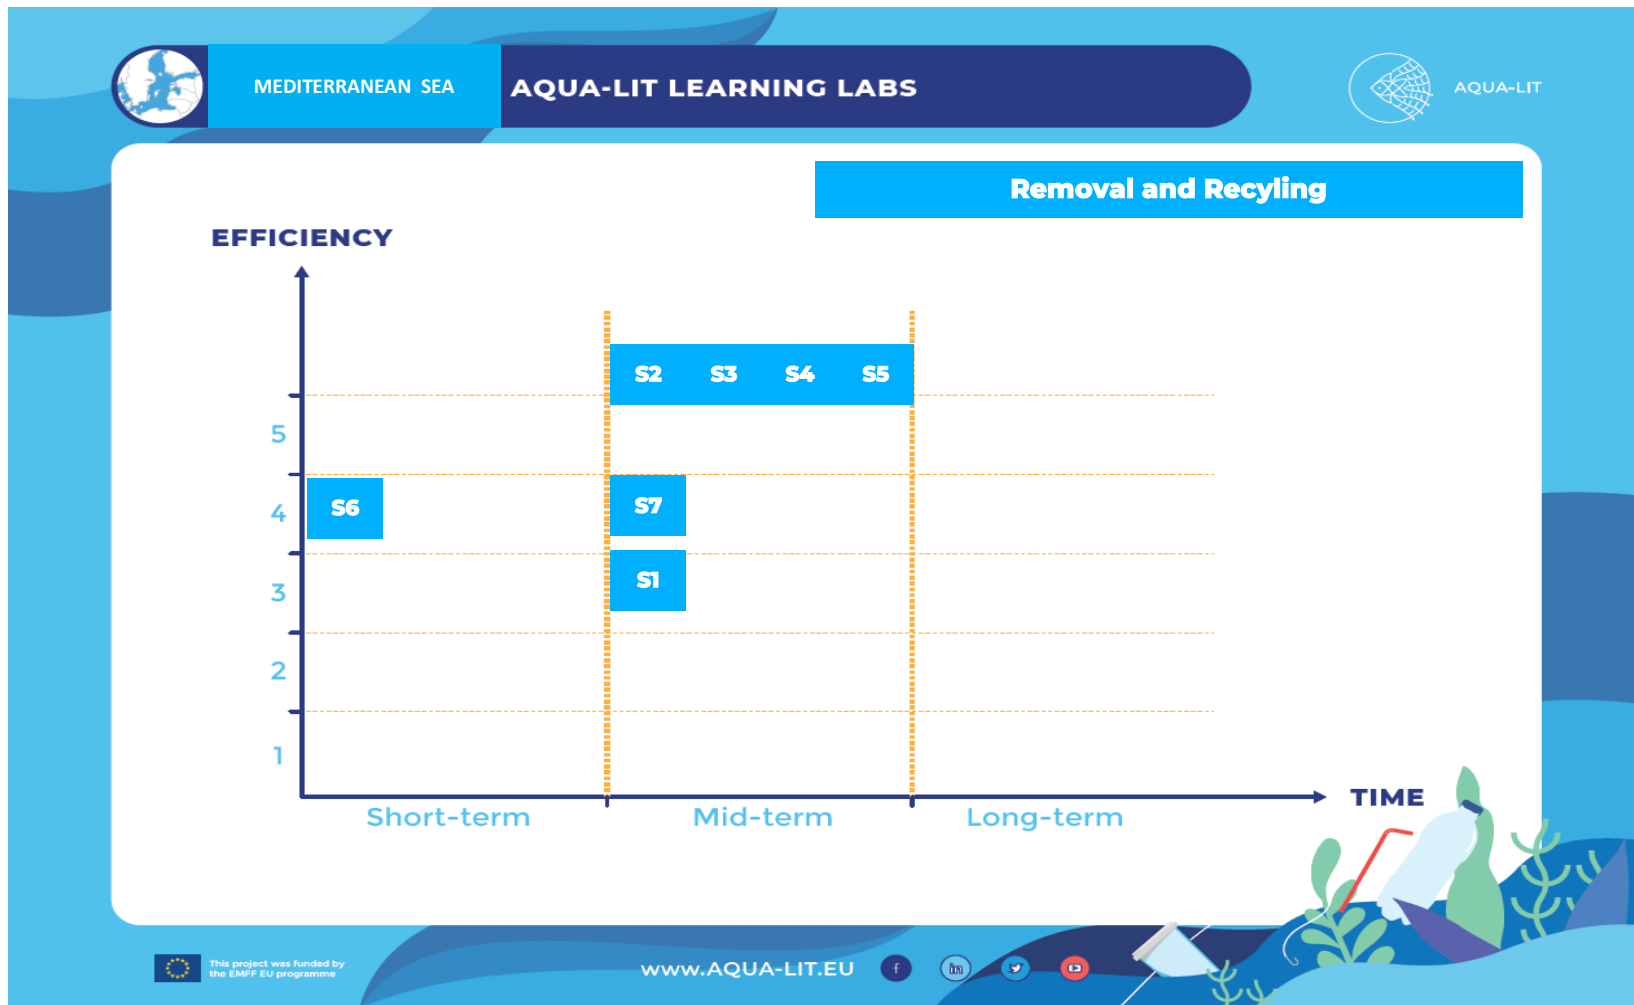 MEDITERRANEAN SEA
AQUA-LIT LEARNING LABS
AQUA-LIT
Removal and Recyling
EFFICIENCY
S2 S3 S4 S5
5
4
S6
S7
3
S1
2
1
Short-term
Mid-term
Long-term
TIME
This project was funded by
the EMFF EU programme
www.AQUA-LIT.EU
f
in